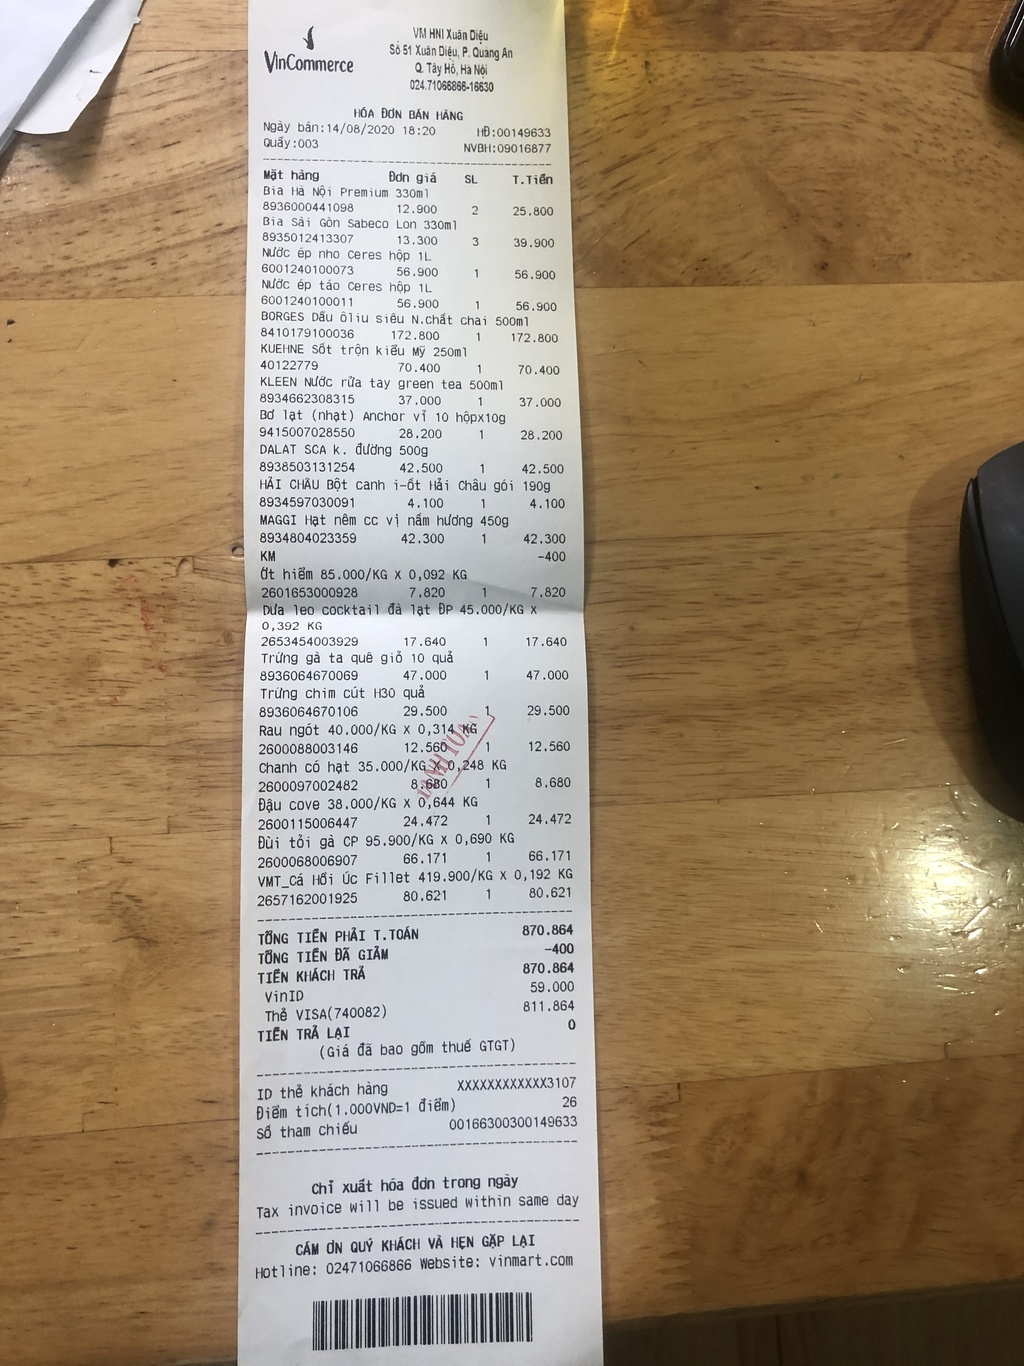 VinCommerce
VM HNI Xuân Diệu
Số 51 Xuân Diệu, P. Quảng An
Q. Tây Hồ, Hà Nội
024.71066866-16630
HÓA ĐƠN BÁN HÀNG
Ngày bán:14/08/2020 18:20 HĐ:00149633
Quầy:003 NVBH:09016877
Mặt hàng Đơn giá SL T.Tiền
Bia Hà Nội Premium 330ml
8936000441098 12.900 2 25.800
Bia Sài Gòn Sabeco Lon 330ml
8935012413307 13.300 3 39.900
Nước ép nho Ceres hộp 1L
6001240100073 56.900 1 56.900
Nước ép táo Ceres hộp 1L
6001240100011 56.900 1 56.900
BORGES Dầu ôliu siêu N.chất chai 500ml
8410179100036 172.800 1 172.800
KUEHNE Sốt trộn kiểu Mỹ 250ml
40122779 70.400 1 70.400
KLEEN Nước rửa tay green tea 500ml
8934662308315 37.000 1 37.000
Bơ lạt (nhạt) Anchor vỉ 10 hộpx10g
9415007028550 28.200 1 28.200
DALAT SCA k. đường 500g
8938503131254 42.500 1 42.500
HẢI CHÂU Bột canh i-ốt Hải Châu gói 190g
8934597030091 4.100 1 4.100
MAGGI Hạt nêm cc vị nấm hương 450g
8934804023359 42.300 1 42.300
KM -400
Ớt hiểm 85.000/KG X 0,092 KG
2601653000928 7.820 1 7.820
Dưa leo cocktail đà lạt ĐP 45.000/KG X
0,392 KG
2653454003929 17.640 1 17.640
Trứng gà ta quê giỏ 10 quả
8936064670069 47.000 1 47.000
Trứng chim cút H30 quả
8936064670106 29.500 1 29.500
Rau ngót 40.000/KG X 0,314 KG
2600088003146 12.560 1 12.560
Chanh có hạt 35.000/KG X 0,248 KG
2600097002482 8.680 1 8.680
Đậu cove 38.000/KG X 0,644 KG
2600115006447 24.472 1 24.472
Đùi tỏi gà CP 95.900/KG X 0,690 KG
2600068006907 66.171 1 66.171
VMT_Cá Hồi Úc Fillet 419.900/KG X 0,192 KG
2657162001925 80.621 1 80.621
TỔNG TIỀN PHẢI T.TOÁN 870.864
TỔNG TIỀN ĐÃ GIẢM -400
TIỀN KHÁCH TRẢ 870.864
VinID 59.000
Thẻ VISA(740082) 811.864
TIỀN TRẢ LẠI 0
(Giá đã bao gồm thuế GTGT)
ID thẻ khách hàng XXXXXXXXXXXX3107
Điểm tích(1.000VND=1 điểm) 26
Số tham chiếu 00166300300149633
Chỉ xuất hóa đơn trong ngày
Tax invoice will be issued within same day
CẢM ƠN QUÝ KHÁCH VÀ HẸN GẶP LẠI
Hotline: 02471066866 Website: vinmart.com